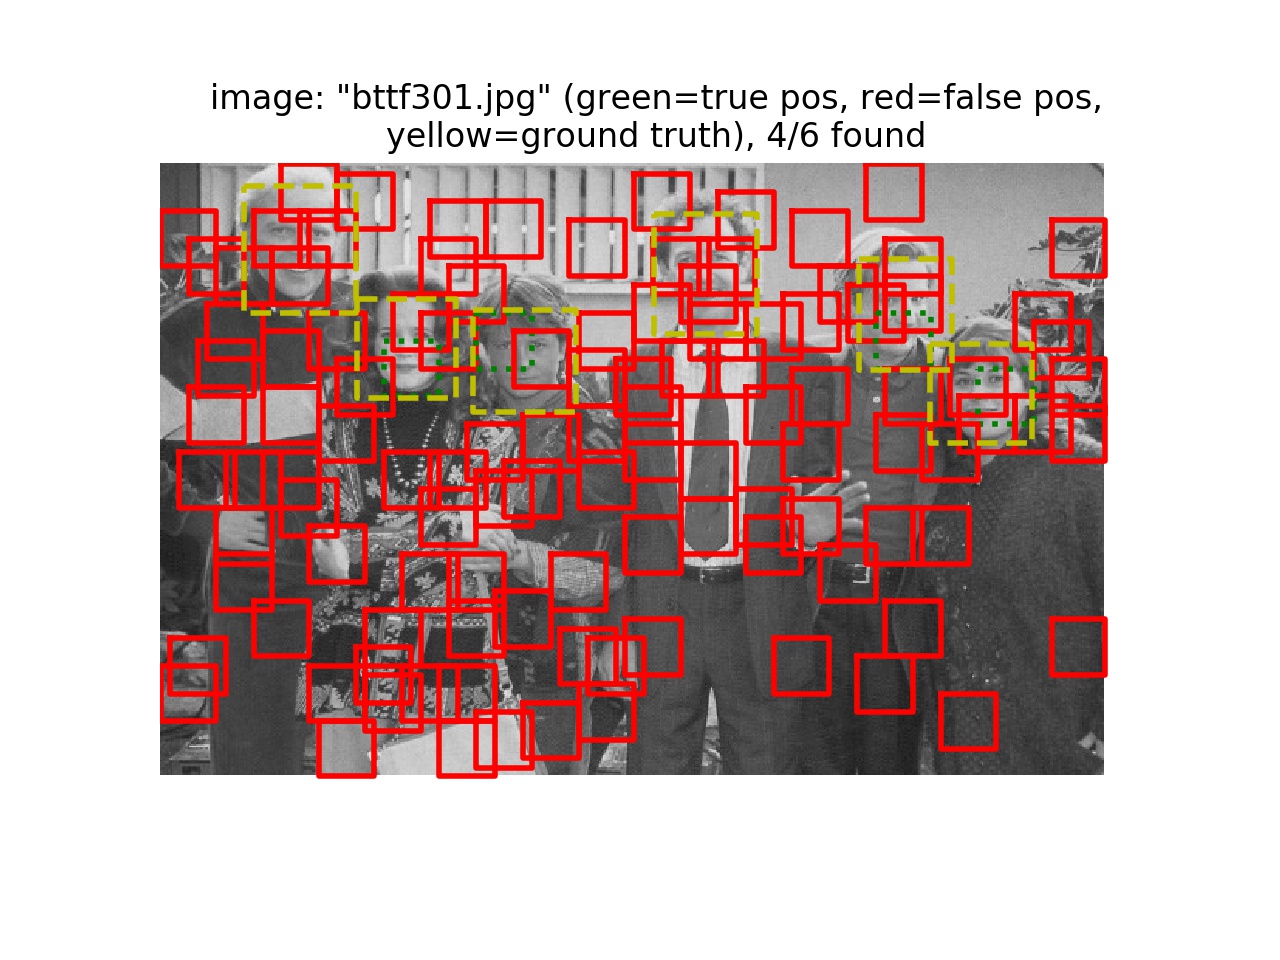 image: "bttf301.jpg" (green=true pos, red=false pos,
yellow=ground truth), 4/6 found